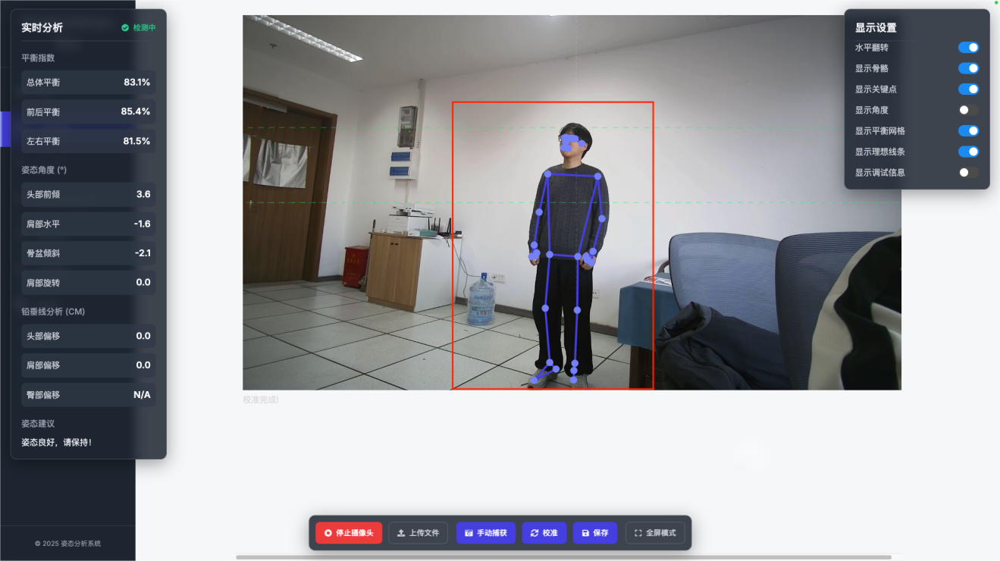 实时分析
检测中
平衡指数
总体平衡 83.1%
前后平衡 85.4%
左右平衡 81.5%
姿态角度 (°)
头部前倾 3.6
肩部水平 -1.6
骨盆倾斜 -2.1
肩部旋转 0.0
铅垂线分析 (CM)
头部偏移 0.0
肩部偏移 0.0
臀部偏移 N/A
姿态建议
姿态良好，请保持！
© 2025 姿态分析系统
校准完成!
显示设置
水平翻转
显示骨骼
显示关键点
显示角度
显示平衡网格
显示理想线条
显示调试信息
停止摄像头
上传文件
手动捕获
校准
保存
全屏模式